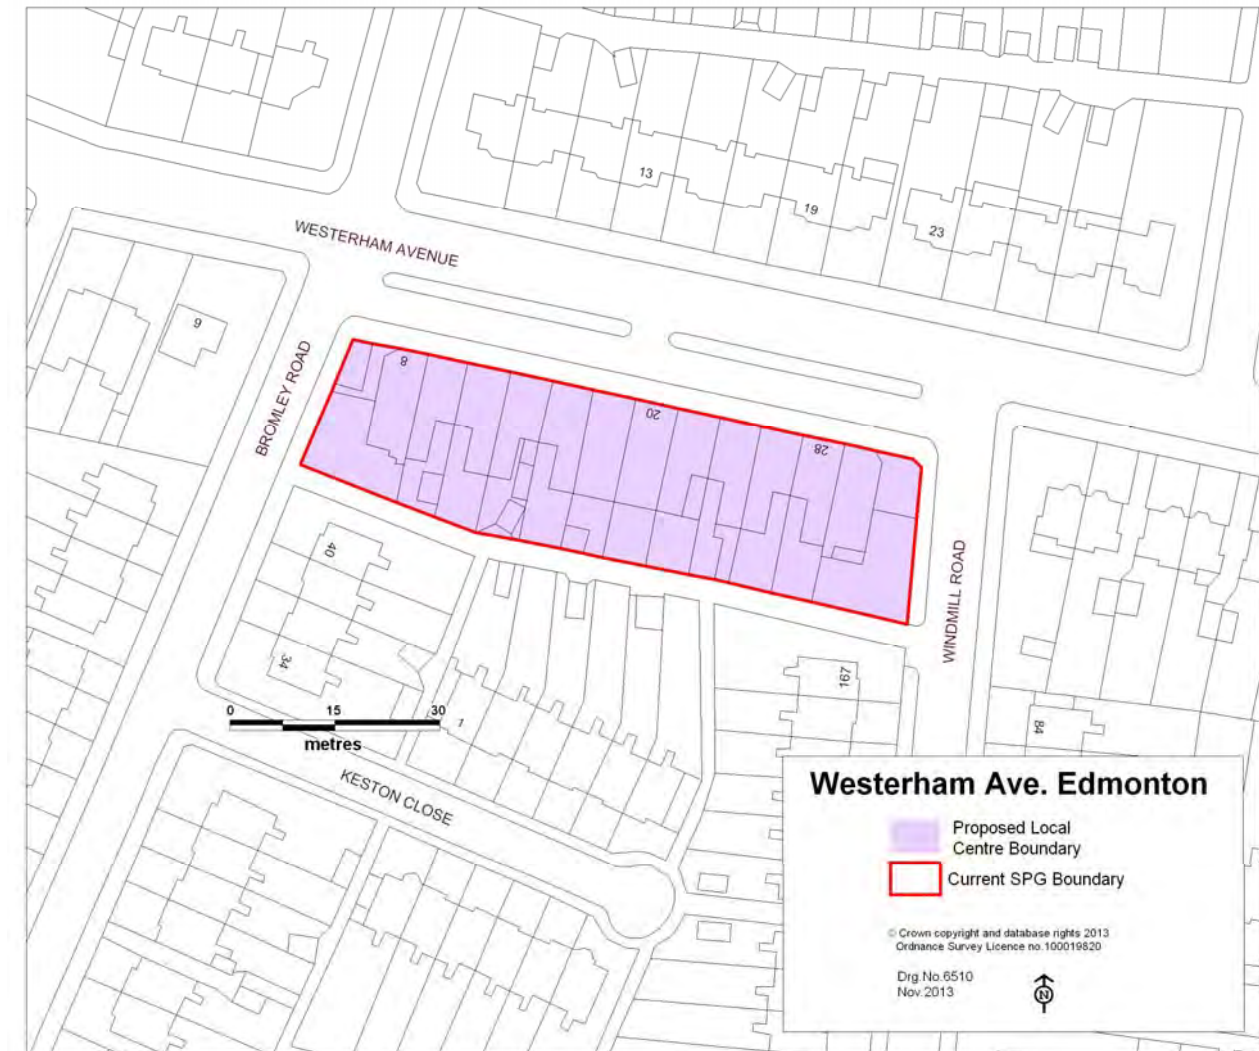 13
19
23
WESTERHAM AVENUE
9
BROMLEY ROAD
8
20
28
40
34
WINDMILL ROAD
167
84
0 15 30
metres
1
KESTON CLOSE
Westerham Ave. Edmonton
Proposed Local
Centre Boundary
Current SPG Boundary
© Crown copyright and database rights 2013
Ordnance Survey Licence no.100019820
Drg.No.6510
Nov.2013
N